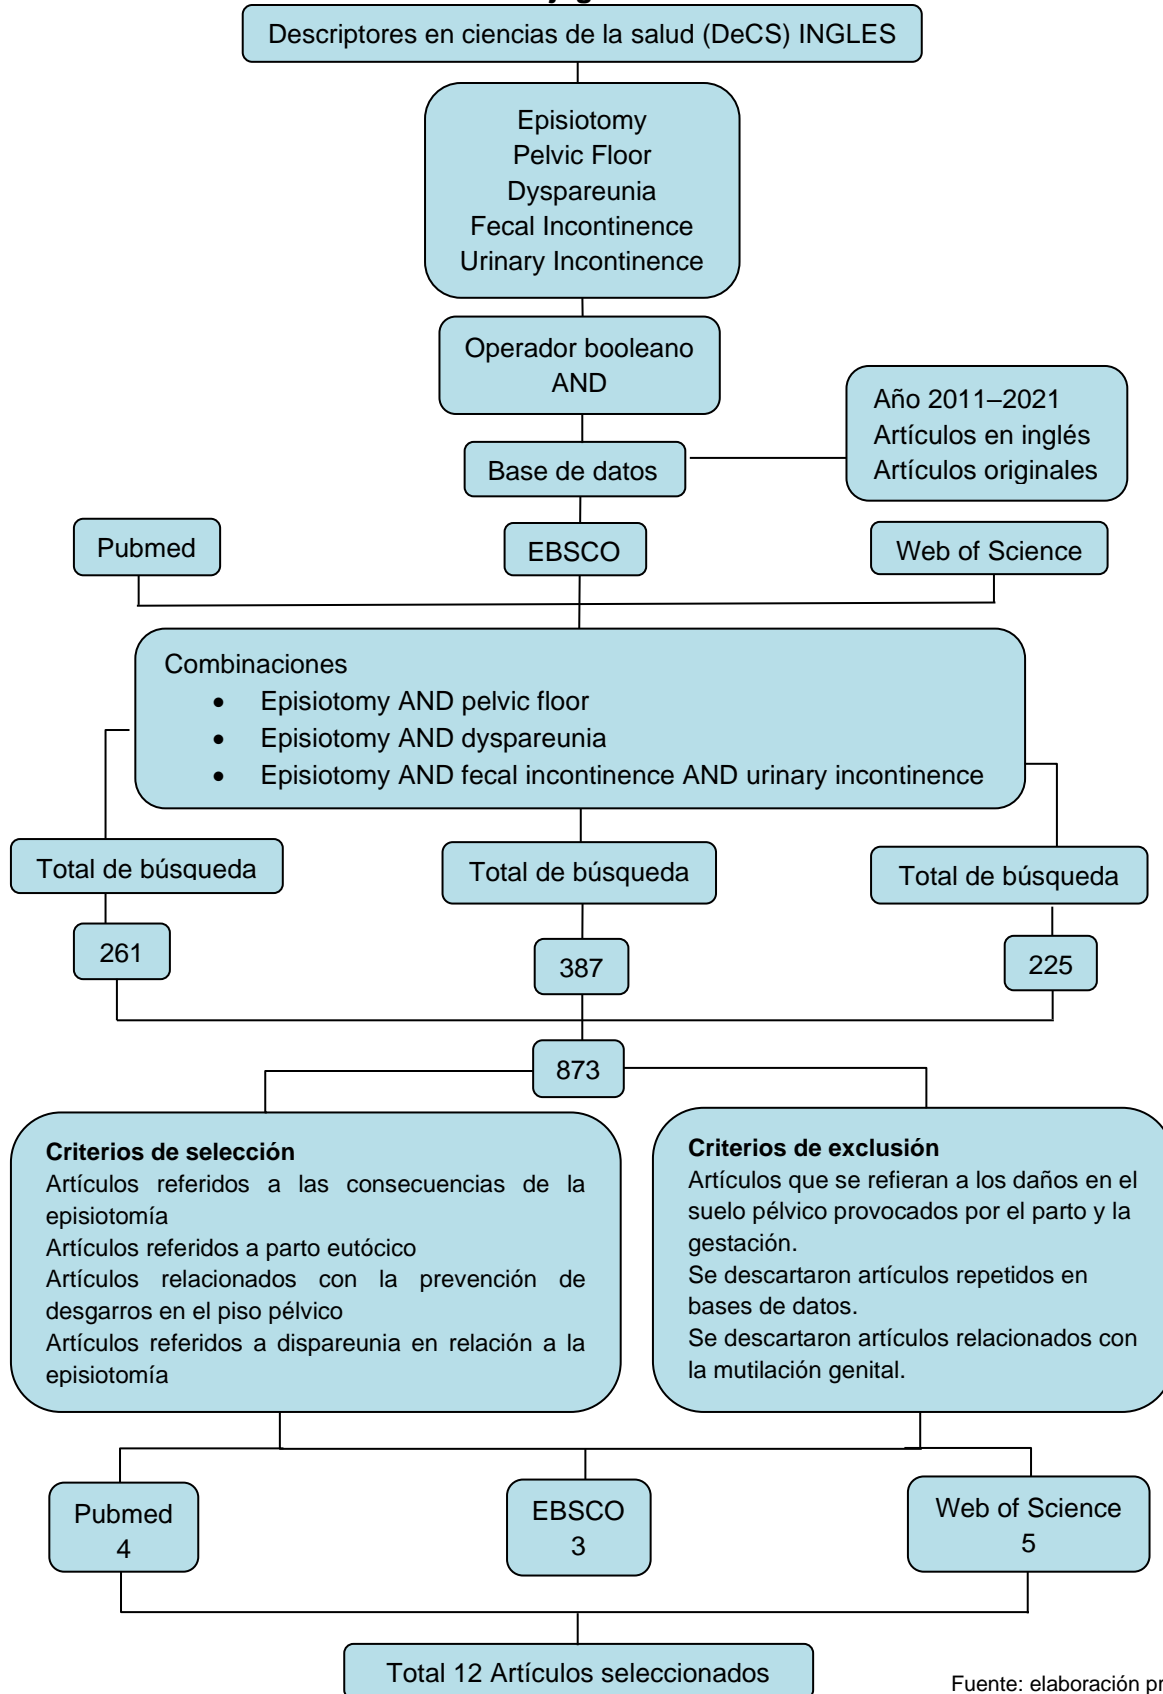 Descriptores en ciencias de la salud (DeCS) INGLES
Episiotomy
Pelvic Floor
Dyspareunia
Fecal Incontinence
Urinary Incontinence
Operador booleano
AND
Año 2011–2021
Artículos en inglés
Artículos originales
Base de datos
Pubmed
EBSCO
Web of Science
Combinaciones
• Episiotomy AND pelvic floor
• Episiotomy AND dyspareunia
• Episiotomy AND fecal incontinence AND urinary incontinence
Total de búsqueda
Total de búsqueda
Total de búsqueda
261
387
225
873
Criterios de selección
Artículos referidos a las consecuencias de la
episiotomía
Artículos referidos a parto eutócico
Artículos relacionados con la prevención de
desgarros en el piso pélvico
Artículos referidos a dispareunia en relación a la
episiotomía
Criterios de exclusión
Artículos que se refieran a los daños en el
suelo pélvico provocados por el parto y la
gestación.
Se descartaron artículos repetidos en
bases de datos.
Se descartaron artículos relacionados con
la mutilación genital.
Pubmed
4
EBSCO
3
Web of Science
5
Total 12 Artículos seleccionados
Fuente: elaboración pr